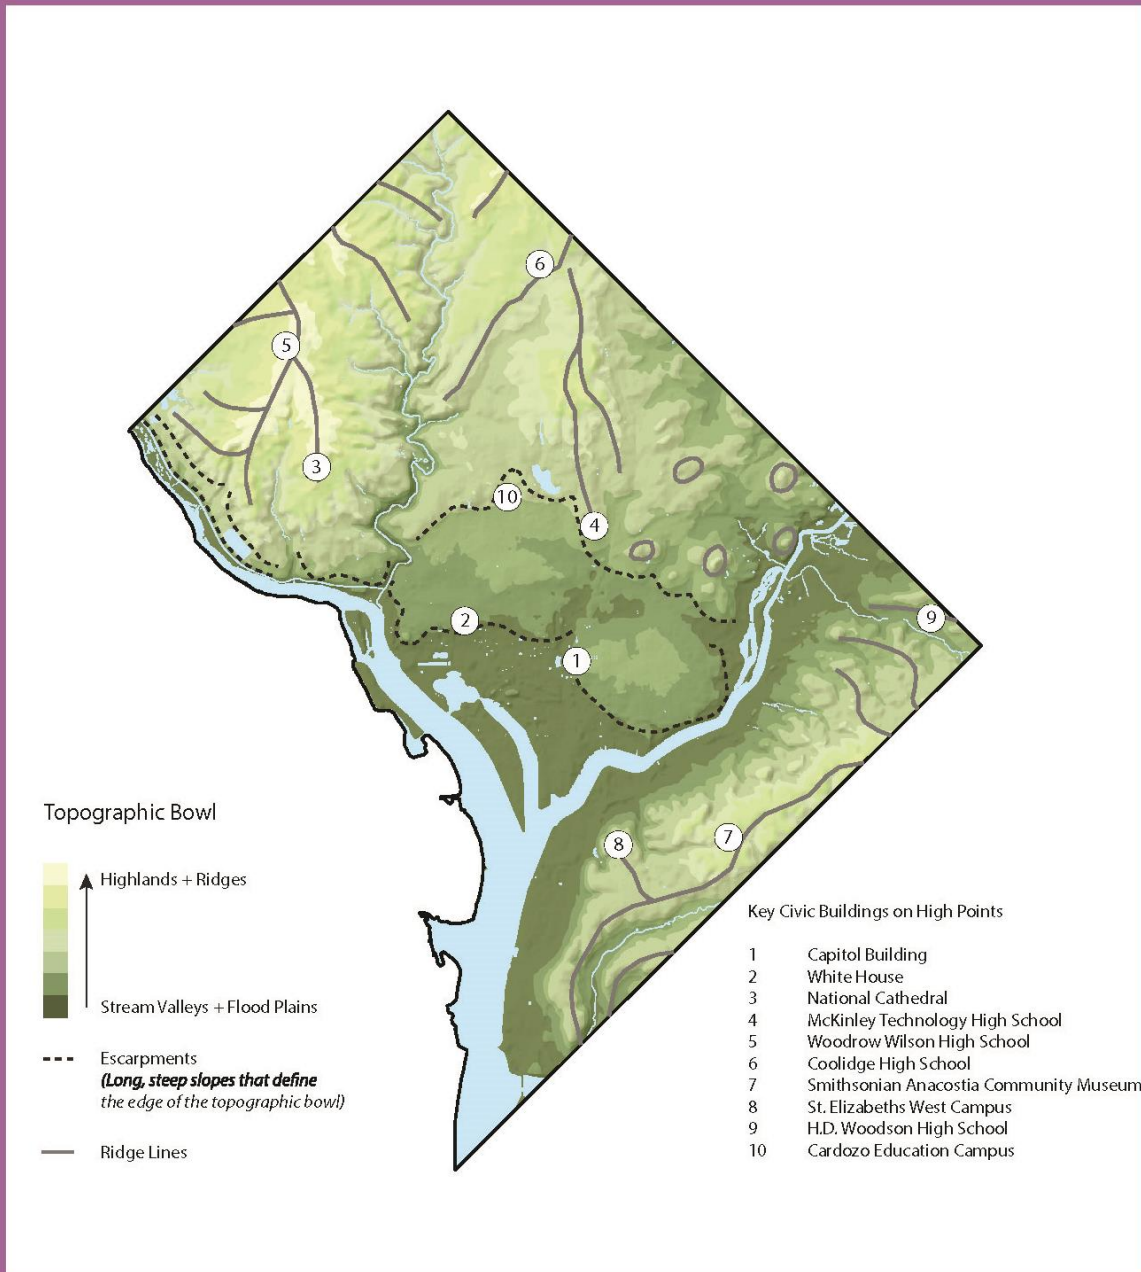 6
5
3
10
4
2
9
1
8
7
Topographic Bowl
Highlands + Ridges
Stream Valleys + Flood Plains
Escarpments
(Long, steep slopes that define
the edge of the topographic bowl)
Ridge Lines
Key Civic Buildings on High Points
1 Capitol Building
2 White House
3 National Cathedral
4 McKinley Technology High School
5 Woodrow Wilson High School
6 Coolidge High School
7 Smithsonian Anacostia Community Museum
8 St. Elizabeths West Campus
9 H.D. Woodson High School
10 Cardozo Education Campus